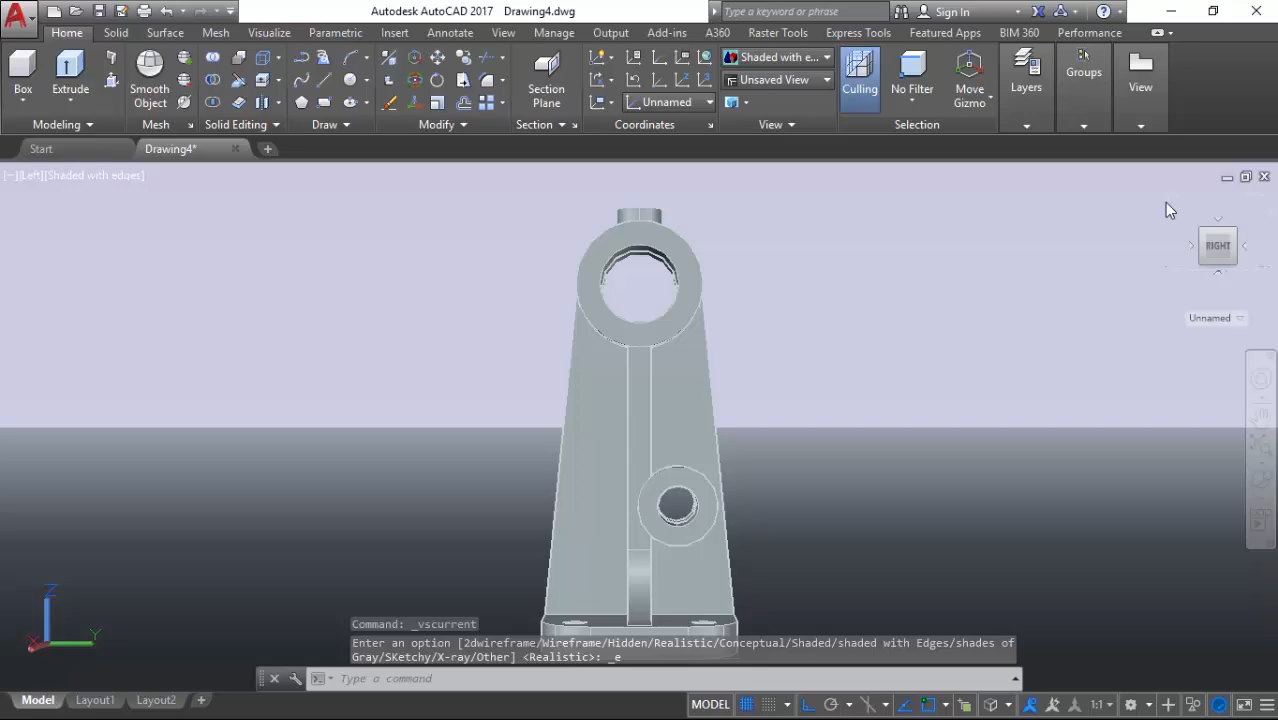 Autodesk AutoCAD 2017 Drawing4.dwg
Type a keyword or phrase
Sign In
Home Solid Surface Mesh Visualize Parametric Insert Annotate View Manage Output Add-ins A360 Raster Tools Express Tools Featured Apps BIM 360 Performance
Box
Extrude
Smooth
Object
Section
Plane
Shaded with e...
Unsaved View
Unnamed
Culling
No Filter
Move
Gizmo
Layers
Groups
View
Modeling
Mesh
Solid Editing
Draw
Modify
Section
Coordinates
View
Selection
Start
Drawing4*
[−][Left][Shaded with edges]
RIGHT
Unnamed
Z
X
Y
Command: _vscurrent
Enter an option [2dwireframe/Wireframe/Hidden/Realistic/Conceptual/Shaded/shaded with Edges/shades of
Gray/SKetchy/X-ray/Other] <Realistic>: _e
Type a command
Model Layout1 Layout2
MODEL
1:1